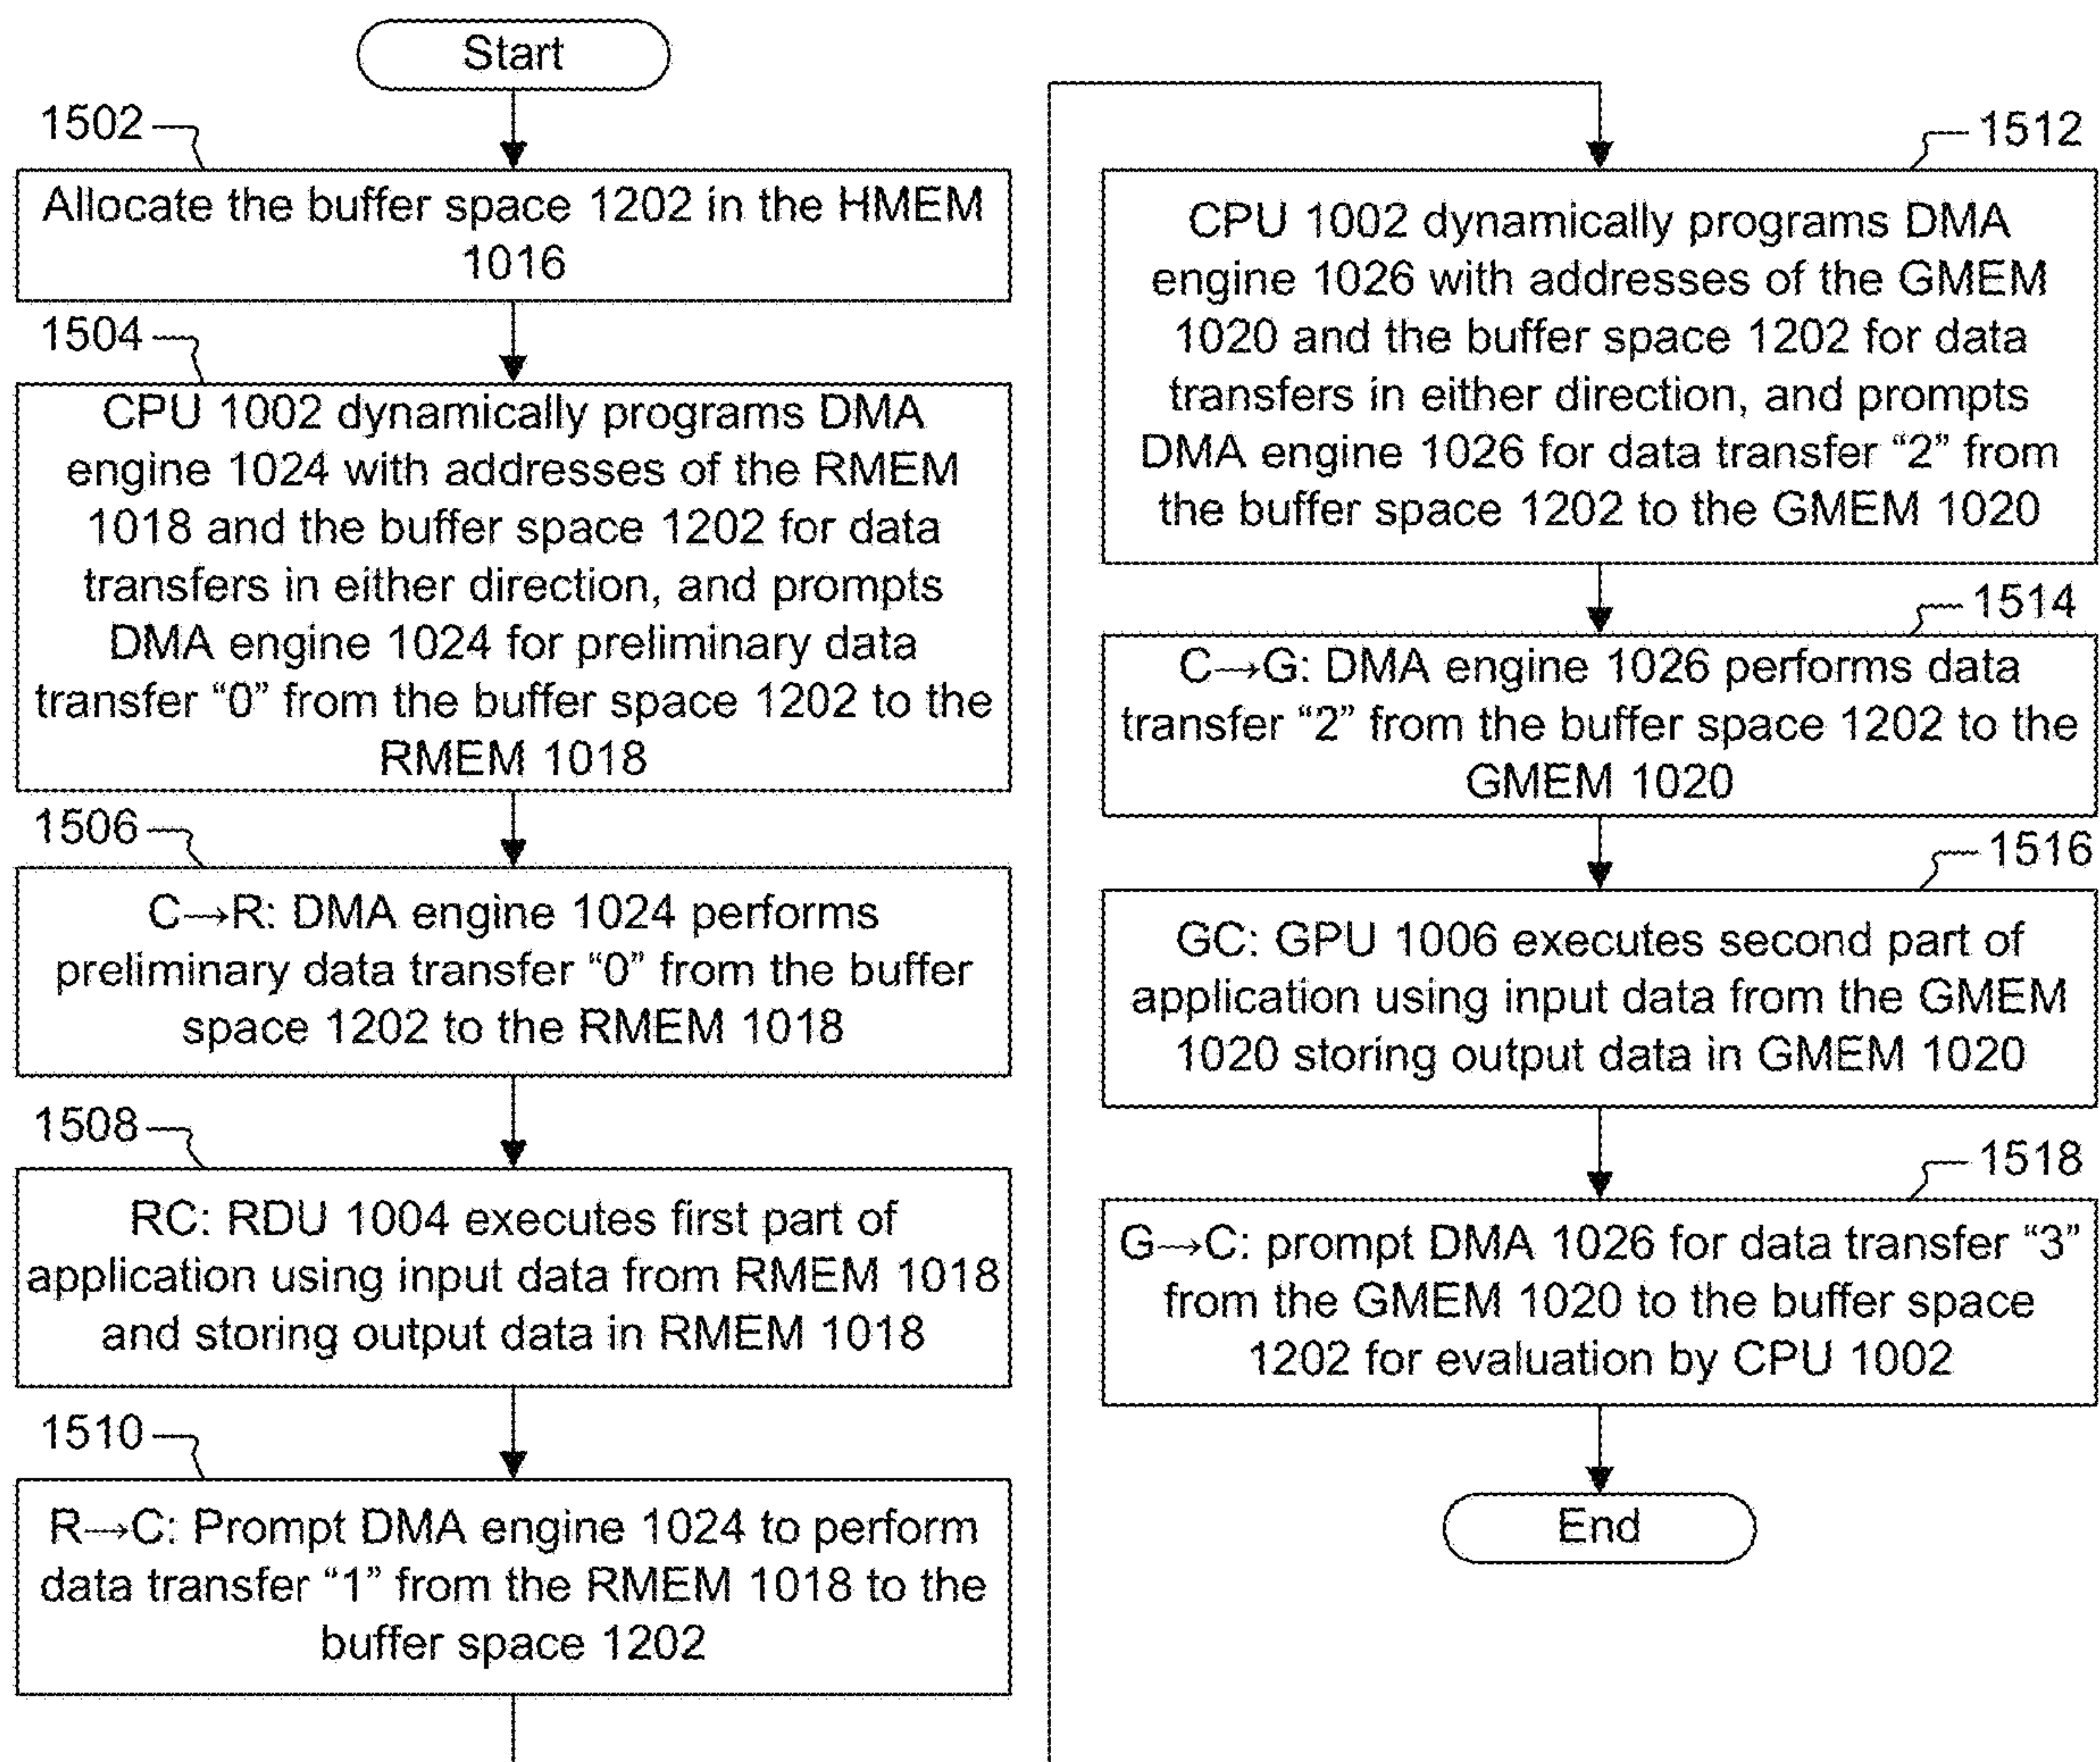 Start
1502
Allocate the buffer space 1202 in the HMEM
1016
1504
CPU 1002 dynamically programs DMA
engine 1024 with addresses of the RMEM
1018 and the buffer space 1202 for data
transfers in either direction, and prompts
DMA engine 1024 for preliminary data
transfer “0” from the buffer space 1202 to the
RMEM 1018
1506
C→R: DMA engine 1024 performs
preliminary data transfer “0” from the buffer
space 1202 to the RMEM 1018
1508
RC: RDU 1004 executes first part of
application using input data from RMEM 1018
and storing output data in RMEM 1018
1510
R→C: Prompt DMA engine 1024 to perform
data transfer “1” from the RMEM 1018 to the
buffer space 1202
1512
CPU 1002 dynamically programs DMA
engine 1026 with addresses of the GMEM
1020 and the buffer space 1202 for data
transfers in either direction, and prompts
DMA engine 1026 for data transfer “2” from
the buffer space 1202 to the GMEM 1020
1514
C→G: DMA engine 1026 performs data
transfer “2” from the buffer space 1202 to the
GMEM 1020
1516
GC: GPU 1006 executes second part of
application using input data from the GMEM
1020 storing output data in GMEM 1020
1518
G→C: prompt DMA 1026 for data transfer “3”
from the GMEM 1020 to the buffer space
1202 for evaluation by CPU 1002
End